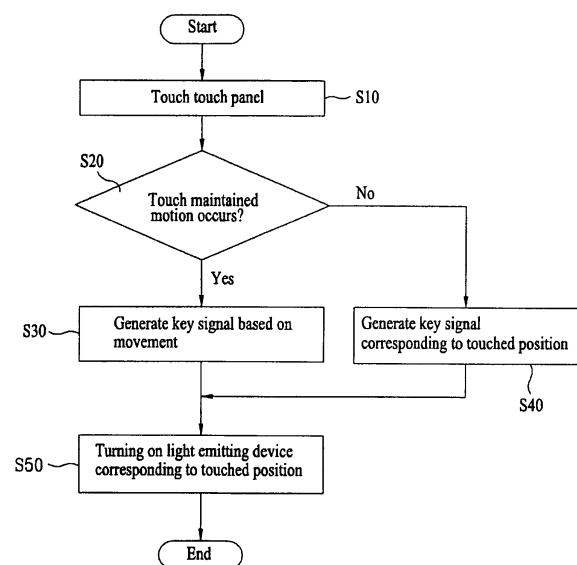 Start
Touch touch panel
S10
S20
Touch maintained
motion occurs?
No
Yes
S30
Generate key signal based on
movement
Generate key signal
corresponding to touched position
S40
S50
Turning on light emitting device
corresponding to touched position
End